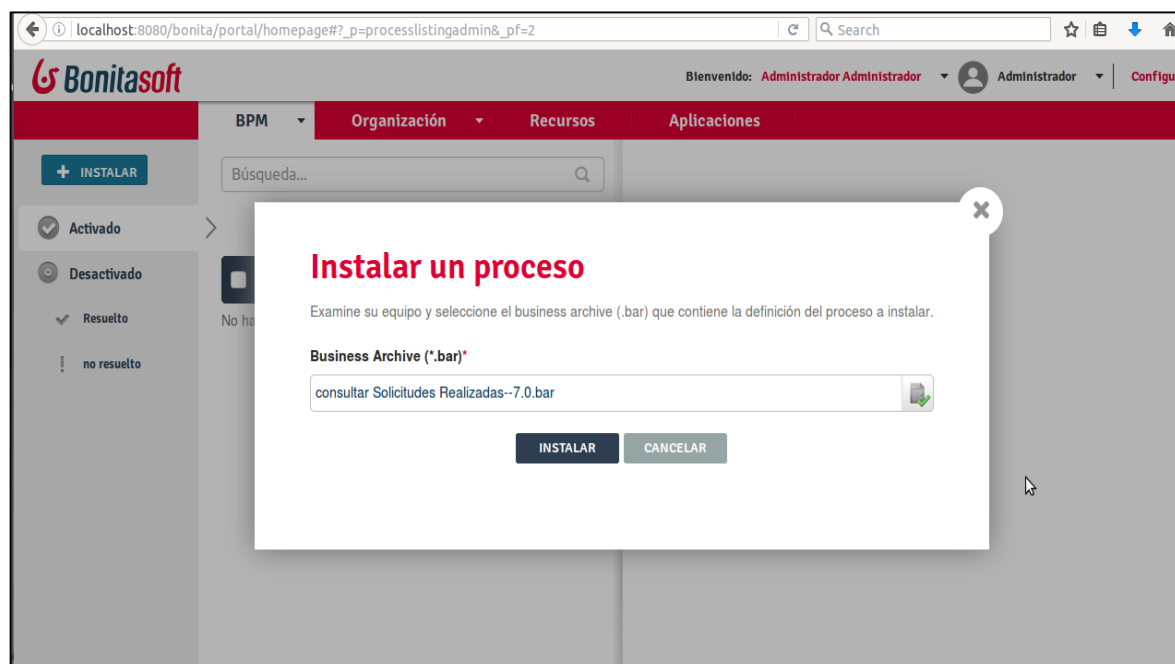 localhost:8080/bonita/portal/homepage#?_p=processlistingadmin&_pf=2
Search
Bonitasoft
Bienvenido: Administrador Administrador
Administrador
Configu
BPM
Organización
Recursos
Aplicaciones
+ INSTALAR
Búsqueda...
Activado
Desactivado
Resuelto
No ha
no resuelto
Instalar un proceso
Examine su equipo y seleccione el business archive (.bar) que contiene la definición del proceso a instalar.
Business Archive (*.bar)*
consultar Solicitudes Realizadas--7.0.bar
INSTALAR
CANCELAR